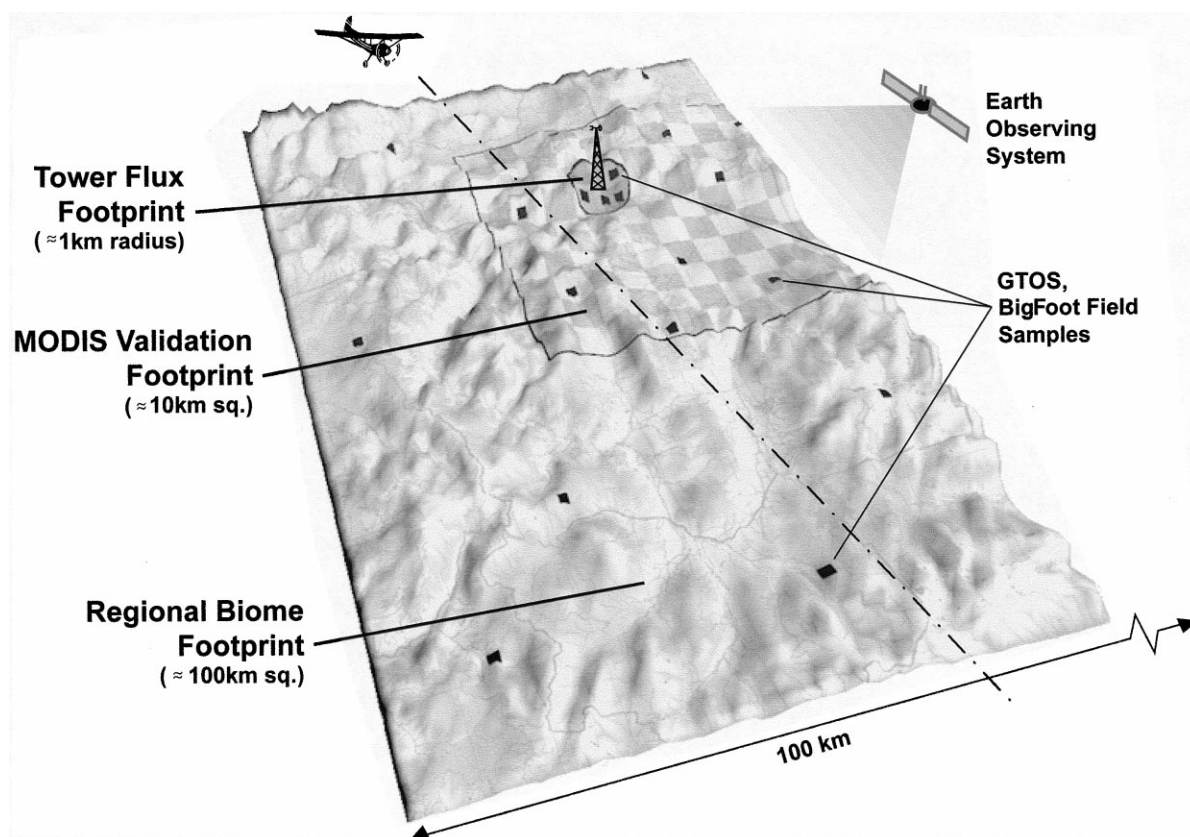 Earth
Observing
System
Tower Flux
Footprint
( ≈1km radius)
GTOS,
BigFoot Field
Samples
MODIS Validation
Footprint
( ≈10km sq.)
Regional Biome
Footprint
( ≈ 100km sq.)
100 km